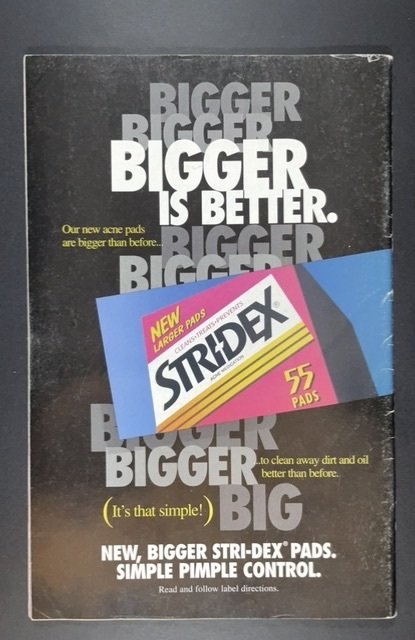 BIGGER
BIGGER
BIGGER
IS BETTER.
Our new acne pads
are bigger than before...
BIGGER
BIGGER
NEW
LARGER PADS
CLEANS•TREATS•PREVENTS
STRI-DEX®
ACNE MEDICATION
55
PADS
BIGGER
BIGGER
...to clean away dirt and oil
better than before.
(It's that simple!)
BIG
NEW, BIGGER STRI-DEX® PADS.
SIMPLE PIMPLE CONTROL.
Read and follow label directions.